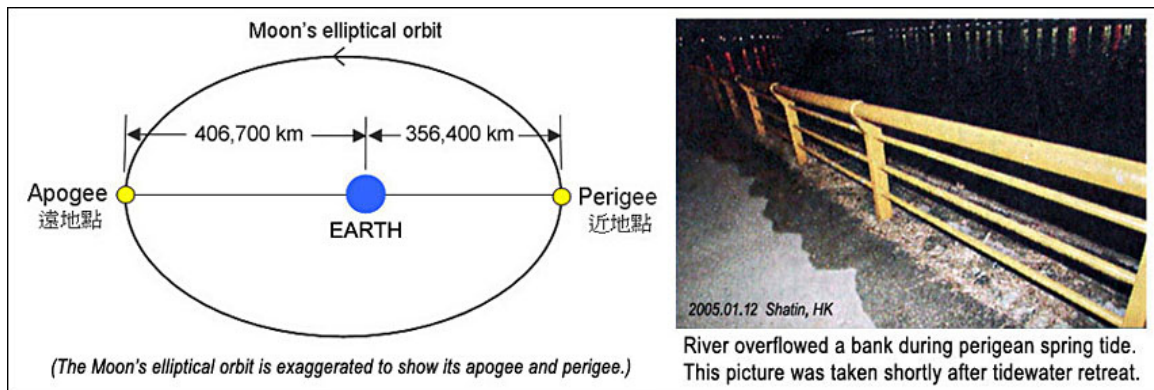 Moon's elliptical orbit
406,700 km
356,400 km
Apogee
遠地點
EARTH
Perigee
近地點
(The Moon's elliptical orbit is exaggerated to show its apogee and perigee.)
2005.01.12 Shatin, HK
River overflowed a bank during perigean spring tide.
This picture was taken shortly after tidewater retreat.